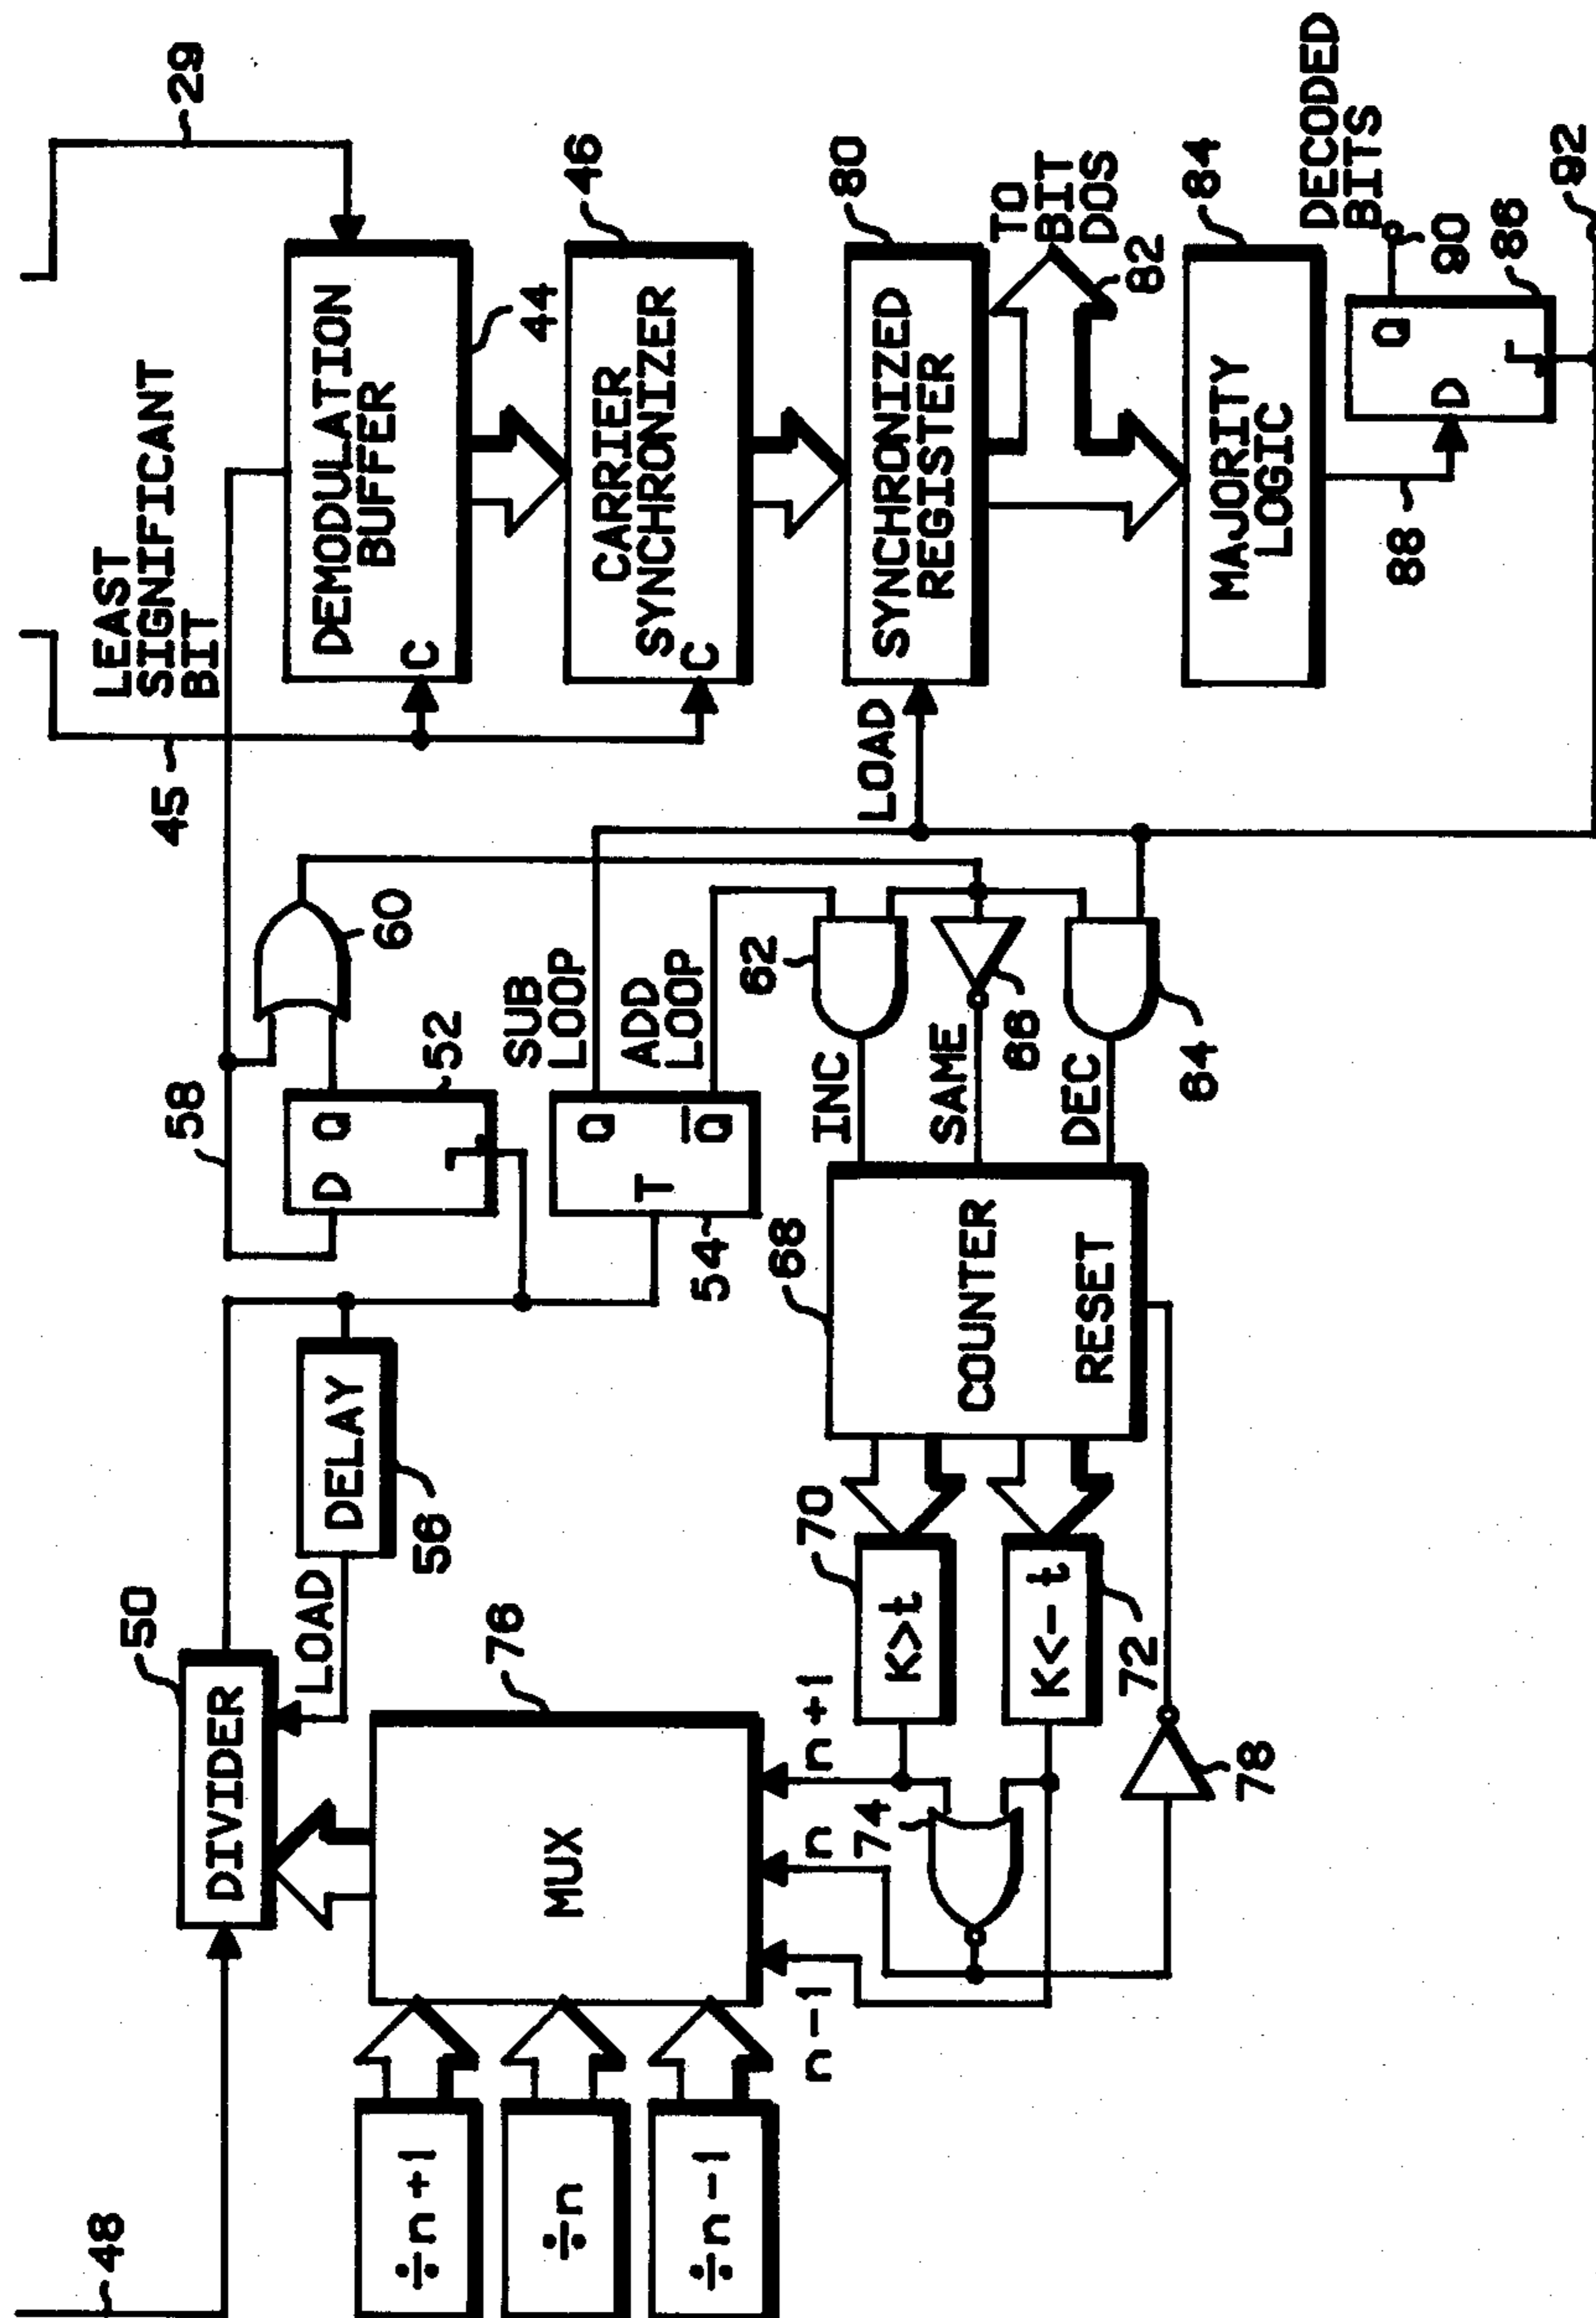 48
50
45
29
LEAST
SIGNIFICANT
BIT
DIVIDER
LOAD
DELAY
56
58
D Q
52
60
DEMODULATION
BUFFER
C
44
÷n+1
÷n
÷n-1
MUX
76
54
T
Q
Q̅
SUB
LOOP
ADD
LOOP
CARRIER
SYNCHRONIZER
C
46
n-1
n
n+1
74
70
K>t
K<-t
72
78
68
COUNTER
RESET
INC
SAME
DEC
62
66
64
LOAD
SYNCHRONIZED
REGISTER
80
TO
BIT
DOS
82
MAJORITY
LOGIC
84
88
D
Q
DECODED
BITS
90
86
92